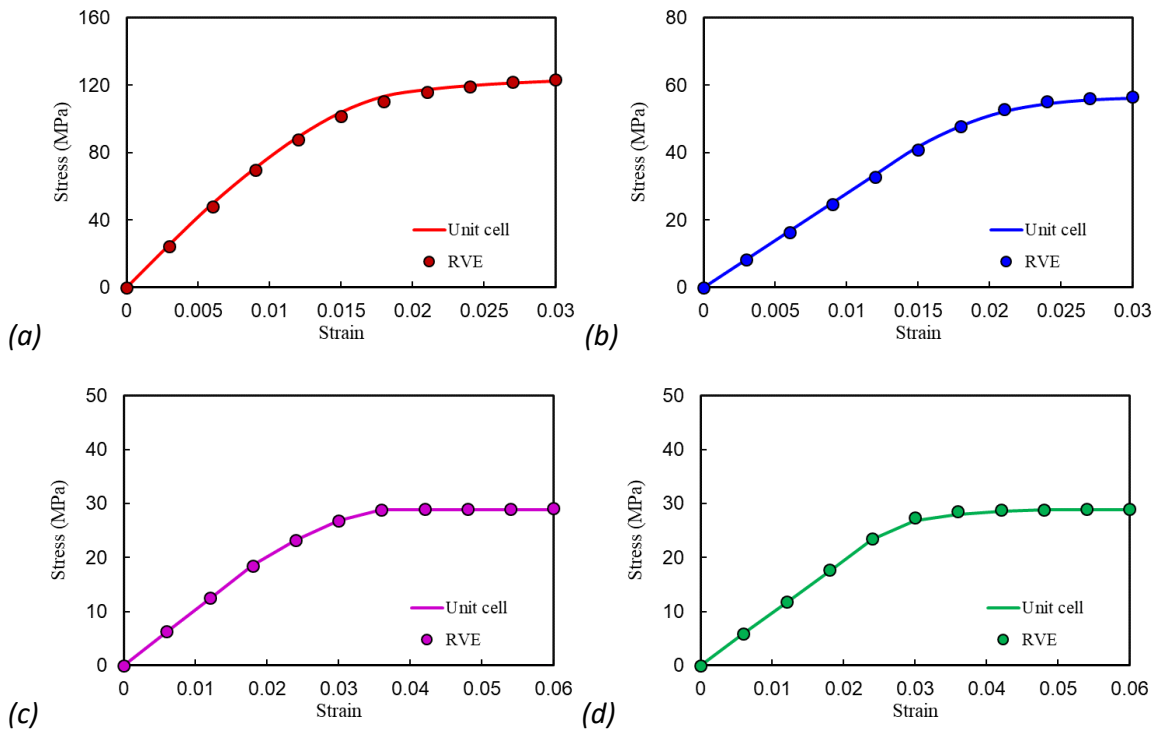 160
120
80
40
0
Stress (MPa)
Unit cell
RVE
0 0.005 0.01 0.015 0.02 0.025 0.03
Strain
(a)
80
60
40
20
0
Stress (MPa)
Unit cell
RVE
0 0.005 0.01 0.015 0.02 0.025 0.03
Strain
(b)
50
40
30
20
10
0
Stress (MPa)
Unit cell
RVE
0 0.01 0.02 0.03 0.04 0.05 0.06
Strain
(c)
50
40
30
20
10
0
Stress (MPa)
Unit cell
RVE
0 0.01 0.02 0.03 0.04 0.05 0.06
Strain
(d)